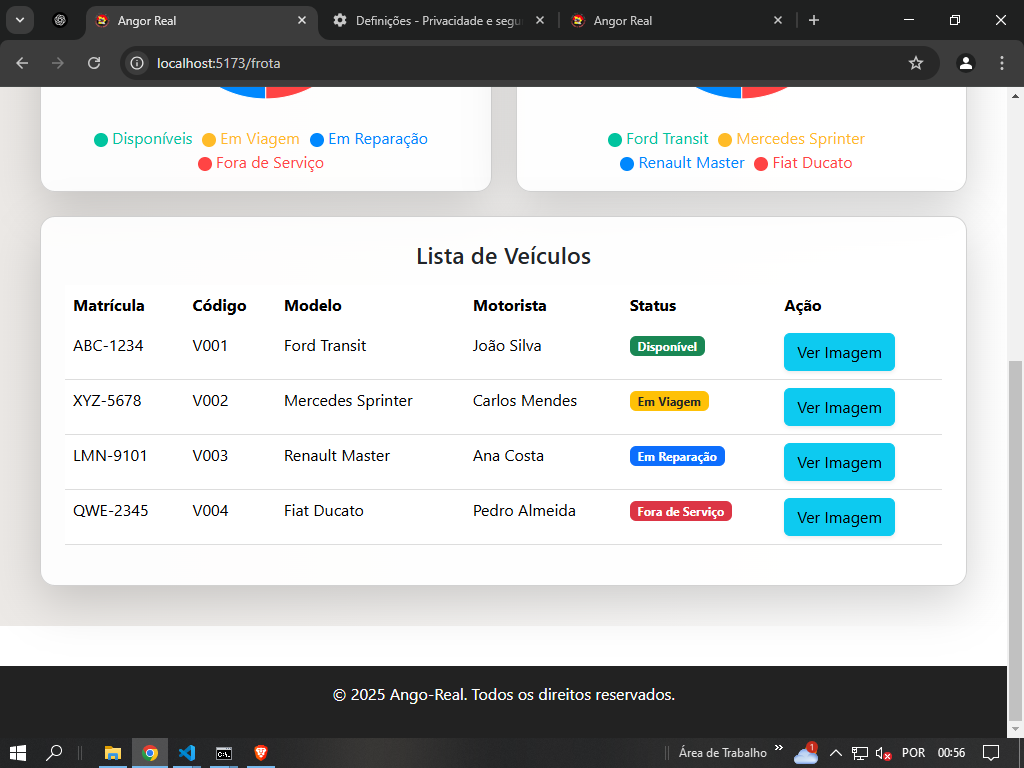 Angor Real
Definições - Privacidade e segu
Angor Real
localhost:5173/frota
Disponíveis Em Viagem Em Reparação
Fora de Serviço
Ford Transit Mercedes Sprinter
Renault Master Fiat Ducato
Lista de Veículos
Matrícula Código Modelo Motorista Status Ação
ABC-1234 V001 Ford Transit João Silva Disponível Ver Imagem
XYZ-5678 V002 Mercedes Sprinter Carlos Mendes Em Viagem Ver Imagem
LMN-9101 V003 Renault Master Ana Costa Em Reparação Ver Imagem
QWE-2345 V004 Fiat Ducato Pedro Almeida Fora de Serviço Ver Imagem
© 2025 Ango-Real. Todos os direitos reservados.
Área de Trabalho 1 POR 00:56